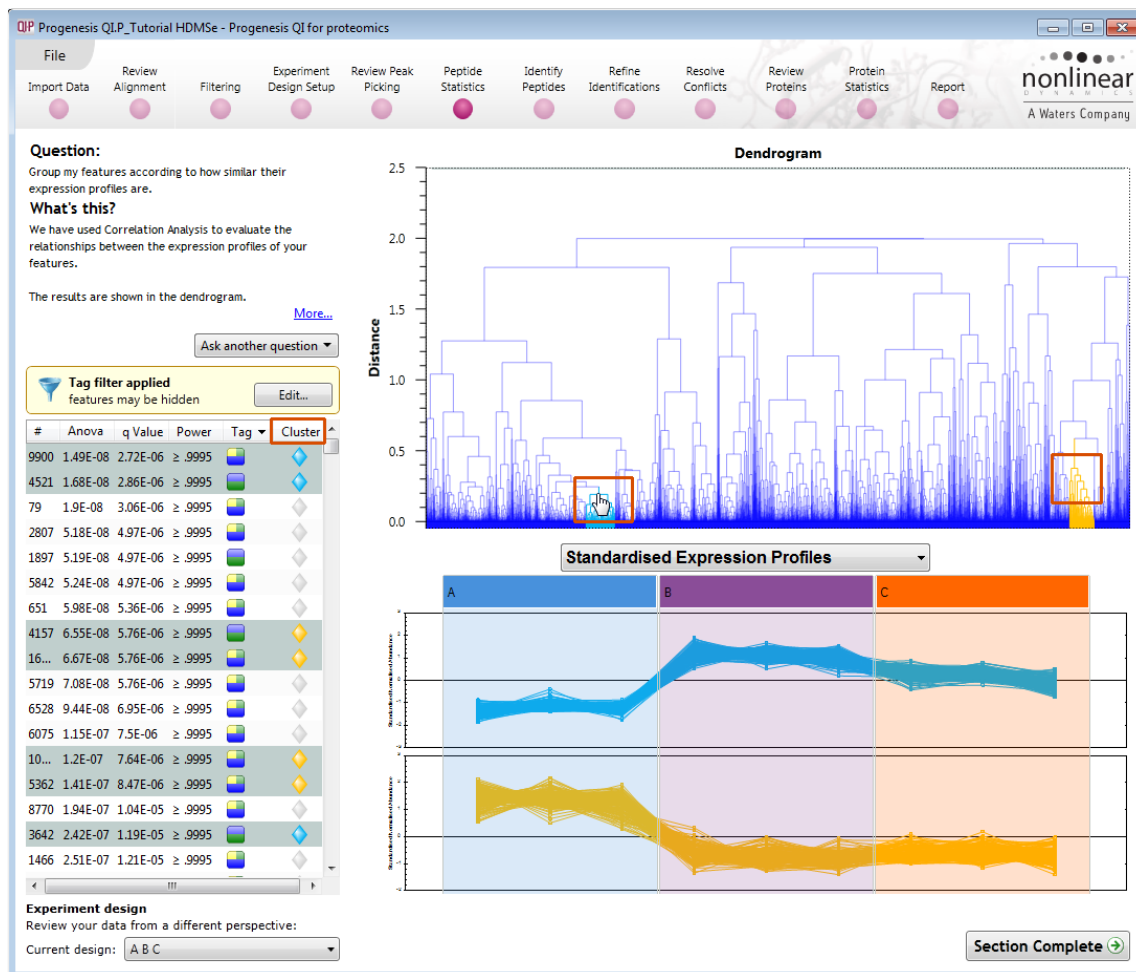 Progenesis QI.P_Tutorial HDMSe - Progenesis QI for proteomics
File
Import Data
Review Alignment
Filtering
Experiment Design Setup
Review Peak Picking
Peptide Statistics
Identify Peptides
Refine Identifications
Resolve Conflicts
Review Proteins
Protein Statistics
Report
nonlinear
DYNAMICS
A Waters Company
Question:
Group my features according to how similar their
expression profiles are.
What's this?
We have used Correlation Analysis to evaluate the
relationships between the expression profiles of your
features.
The results are shown in the dendrogram.
More...
Ask another question
Tag filter applied
features may be hidden
Edit...
# Anova q Value Power Tag Cluster
9900 1.49E-08 2.72E-06 ≥ .9995
4521 1.68E-08 2.86E-06 ≥ .9995
79 1.9E-08 3.06E-06 ≥ .9995
2807 5.18E-08 4.97E-06 ≥ .9995
1897 5.19E-08 4.97E-06 ≥ .9995
5842 5.24E-08 4.97E-06 ≥ .9995
651 5.98E-08 5.36E-06 ≥ .9995
4157 6.55E-08 5.76E-06 ≥ .9995
16... 6.67E-08 5.76E-06 ≥ .9995
5719 7.08E-08 5.76E-06 ≥ .9995
6528 9.44E-08 6.95E-06 ≥ .9995
6075 1.15E-07 7.5E-06 ≥ .9995
10... 1.2E-07 7.64E-06 ≥ .9995
5362 1.41E-07 8.47E-06 ≥ .9995
8770 1.94E-07 1.04E-05 ≥ .9995
3642 2.42E-07 1.19E-05 ≥ .9995
1466 2.51E-07 1.21E-05 ≥ .9995
Experiment design
Review your data from a different perspective:
Current design: A B C
Dendrogram
Distance
2.5
2.0
1.5
1.0
0.5
0.0
Standardised Expression Profiles
A B C
Standardised Normalised Abundance
Standardised Normalised Abundance
Section Complete